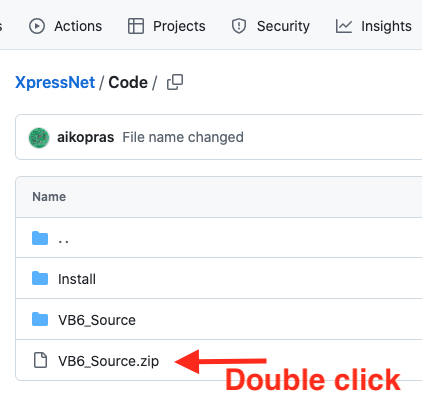 Actions Projects Security Insights
XpressNet / Code /
aikopras File name changed
Name
..
Install
VB6_Source
VB6_Source.zip
Double click